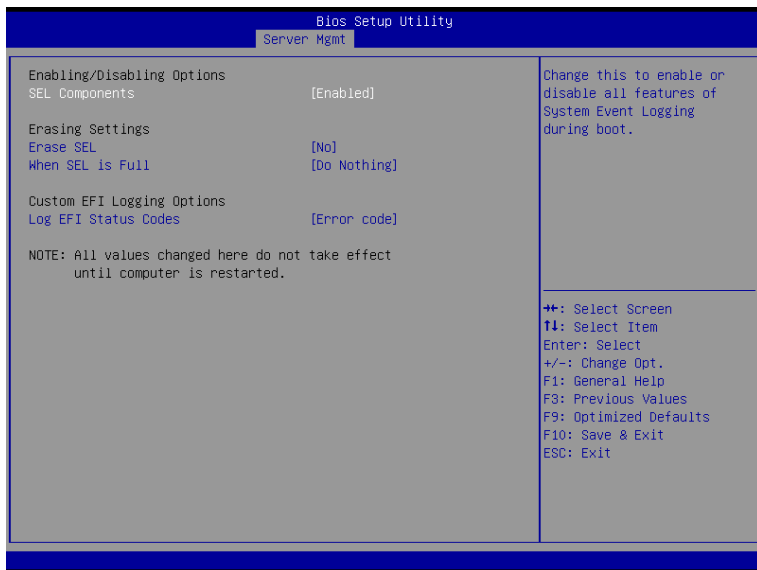 Bios Setup Utility
Server Mgmt
Enabling/Disabling Options
SEL Components [Enabled]
Erasing Settings
Erase SEL [No]
When SEL is Full [Do Nothing]
Custom EFI Logging Options
Log EFI Status Codes [Error code]
NOTE: All values changed here do not take effect
until computer is restarted.
Change this to enable or
disable all features of
System Event Logging
during boot.
→←: Select Screen
↑↓: Select Item
Enter: Select
+/-: Change Opt.
F1: General Help
F3: Previous Values
F9: Optimized Defaults
F10: Save & Exit
ESC: Exit